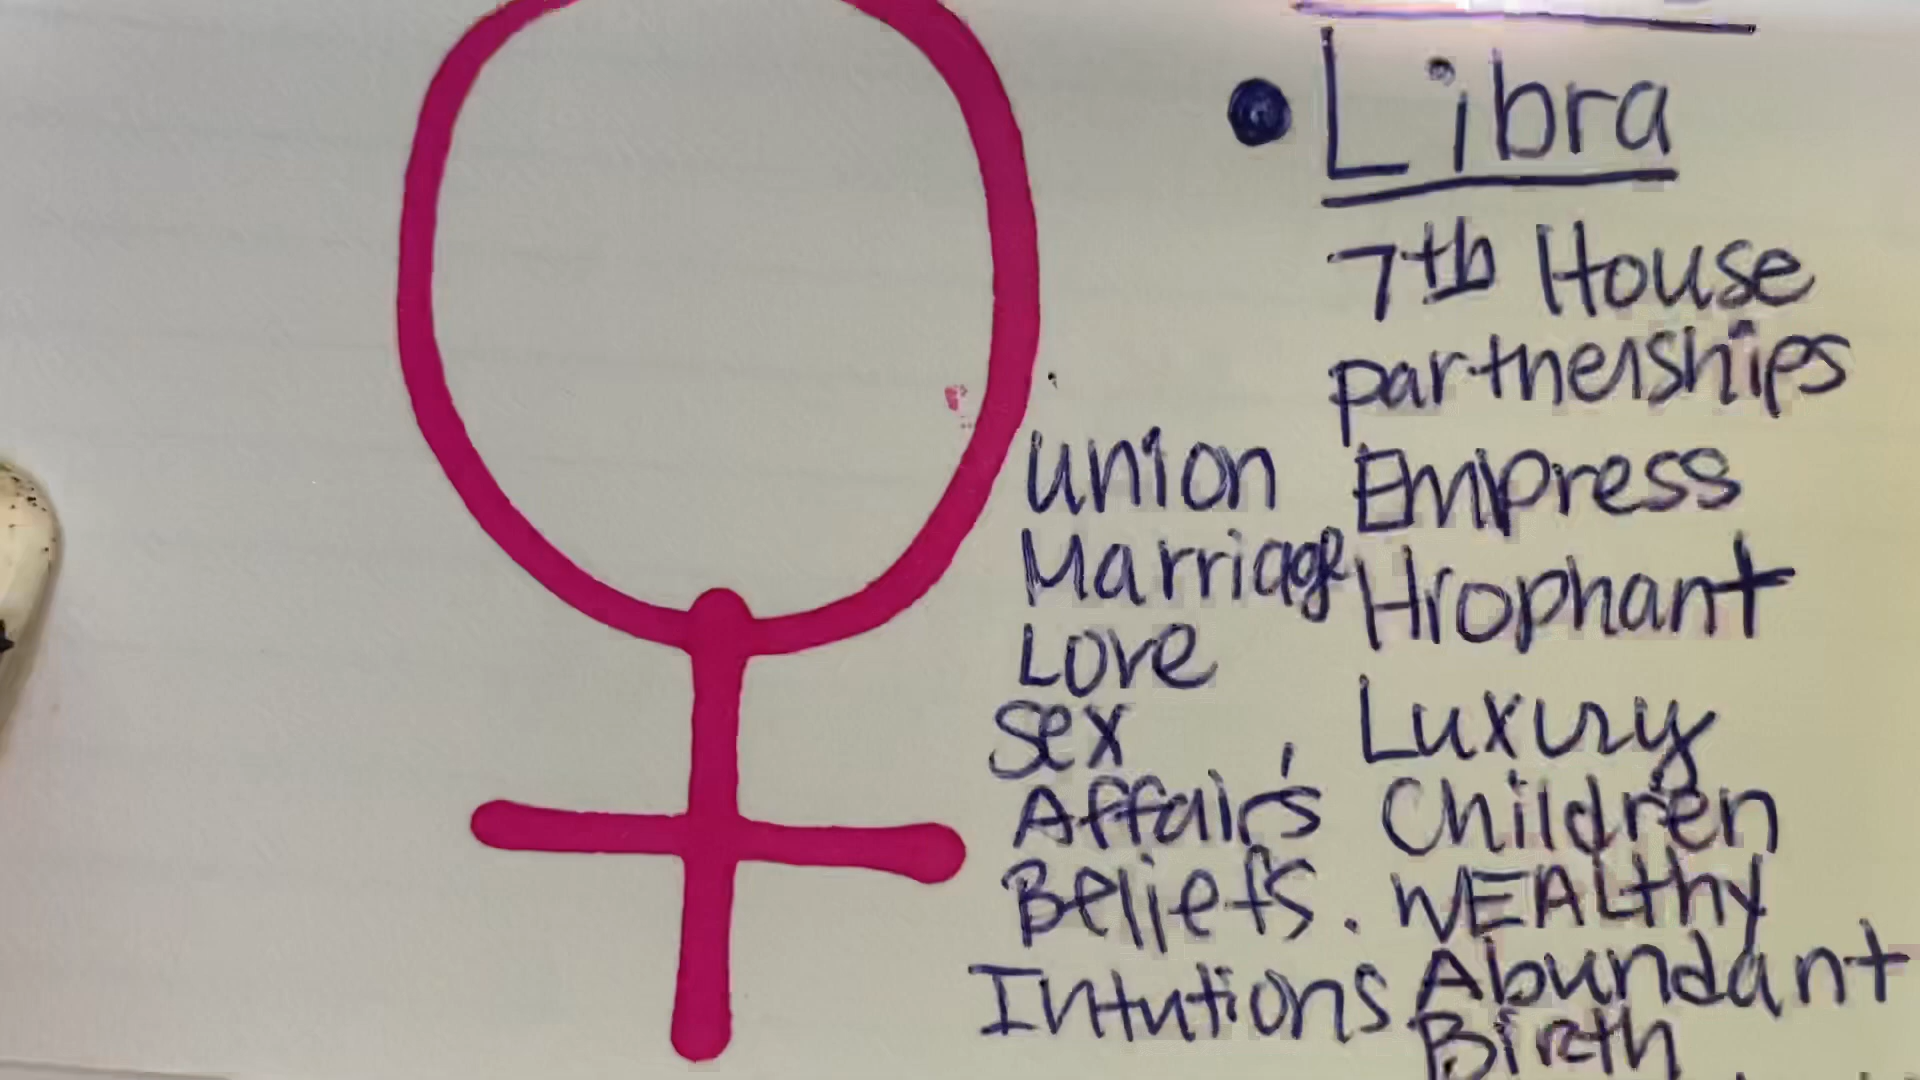 Libra
7th House
partnerships
Union Empress
Marriage Hrophant
Love
Sex Luxury
Affairs Children
Beliefs. WEALthy
Intutions Abundant
Birth